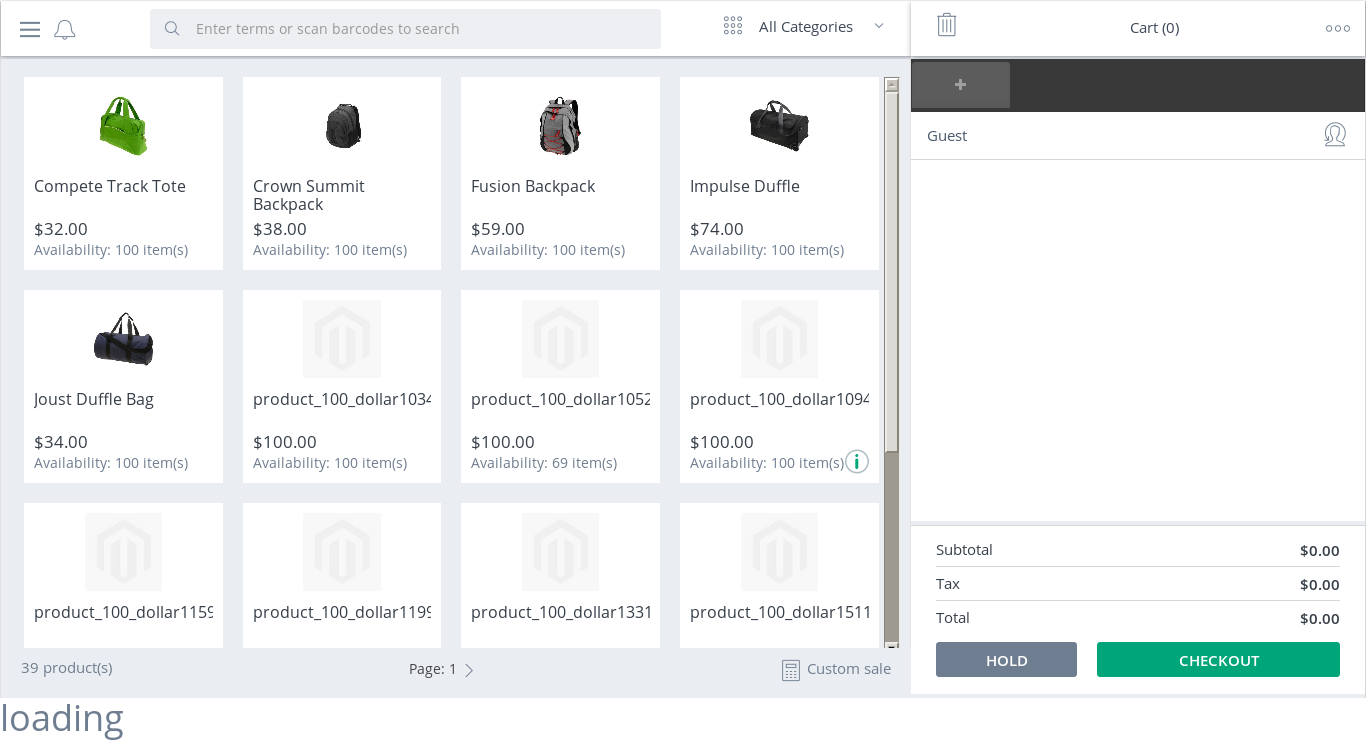 Enter terms or scan barcodes to search
All Categories
Cart (0)
Guest
Compete Track Tote
$32.00
Availability: 100 item(s)
Crown Summit
Backpack
$38.00
Availability: 100 item(s)
Fusion Backpack
$59.00
Availability: 100 item(s)
Impulse Duffle
$74.00
Availability: 100 item(s)
Joust Duffle Bag
$34.00
Availability: 100 item(s)
product_100_dollar1034
$100.00
Availability: 100 item(s)
product_100_dollar1052
$100.00
Availability: 69 item(s)
product_100_dollar1094
$100.00
Availability: 100 item(s)
product_100_dollar1159
product_100_dollar1199
product_100_dollar1331
product_100_dollar1511
39 product(s)
Page: 1
Custom sale
Subtotal $0.00
Tax $0.00
Total $0.00
HOLD
CHECKOUT
loading